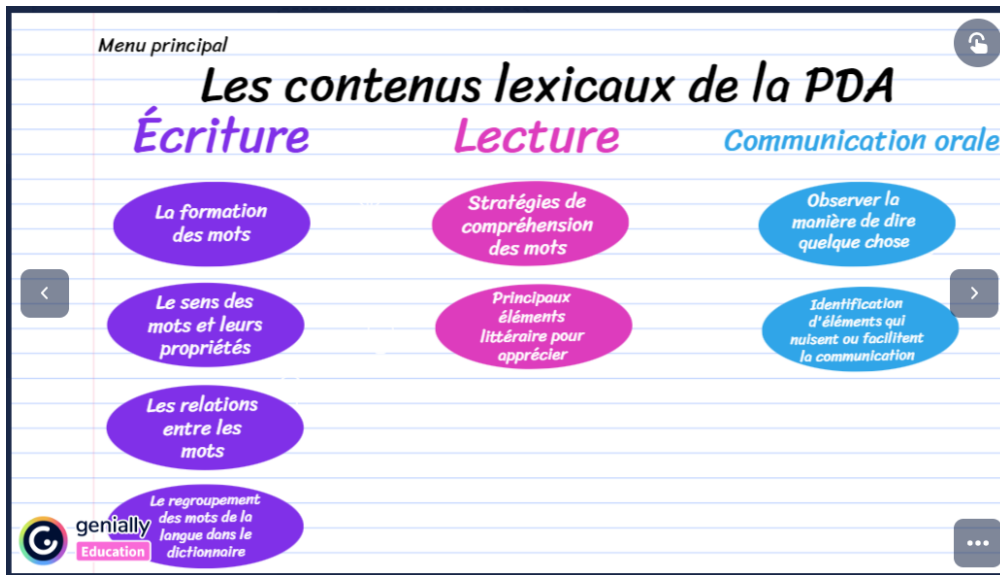 Menu principal
Les contenus lexicaux de la PDA
Écriture
La formation
des mots
Le sens des
mots et leurs
propriétés
Les relations
entre les
mots
Le regroupement
des mots de la
langue dans le
dictionnaire
Lecture
Stratégies de
compréhension
des mots
Principaux
éléments
littéraire pour
apprécier
Communication orale
Observer la
manière de dire
quelque chose
Identification
d'éléments qui
nuisent ou facilitent
la communication
genially
Education